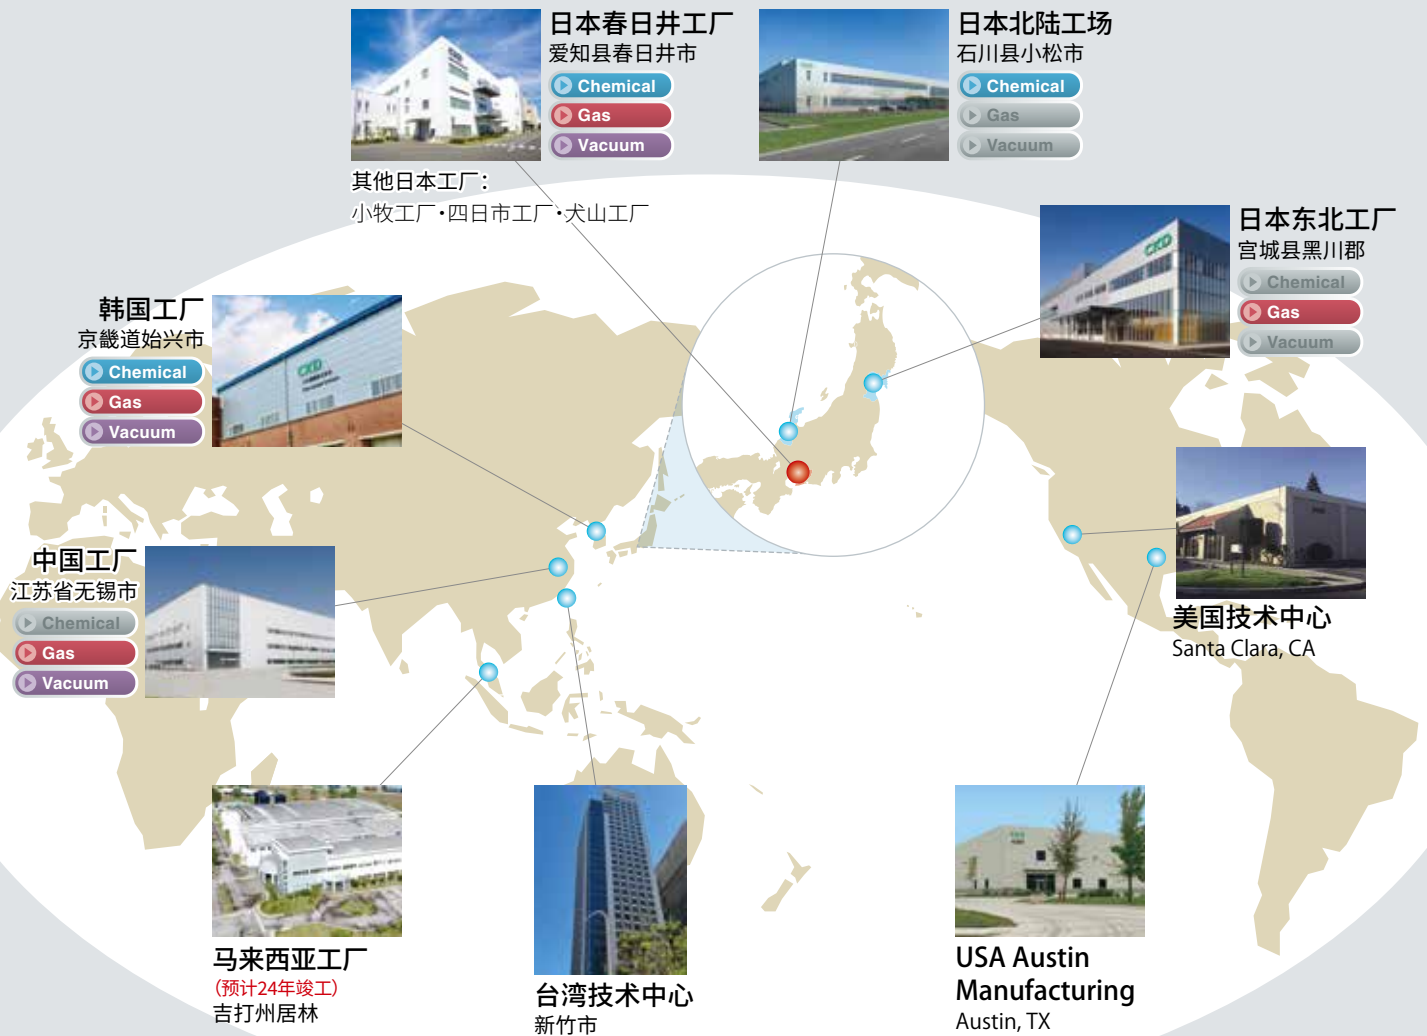 日本春日井工厂
爱知县春日井市
Chemical
Gas
Vacuum
其他日本工厂：
小牧工厂・四日市工厂・犬山工厂
日本北陆工场
石川县小松市
Chemical
Gas
Vacuum
日本东北工厂
宫城县黑川郡
Chemical
Gas
Vacuum
CKD
韩国工厂
京畿道始兴市
Chemical
Gas
Vacuum
CKD
中国工厂
江苏省无锡市
Chemical
Gas
Vacuum
美国技术中心
Santa Clara, CA
马来西亚工厂
（预计24年竣工）
吉打州居林
台湾技术中心
新竹市
USA Austin
Manufacturing
Austin, TX